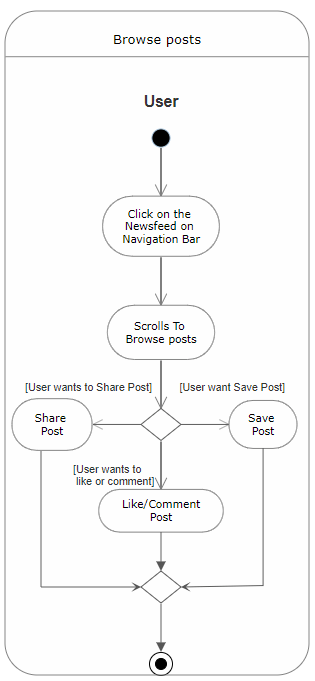 Browse posts
User
Click on the
Newsfeed on
Navigation Bar
Scrolls To
Browse posts
[User wants to Share Post]
[User want Save Post]
Share
Post
Save
Post
[User wants to
like or comment]
Like/Comment
Post